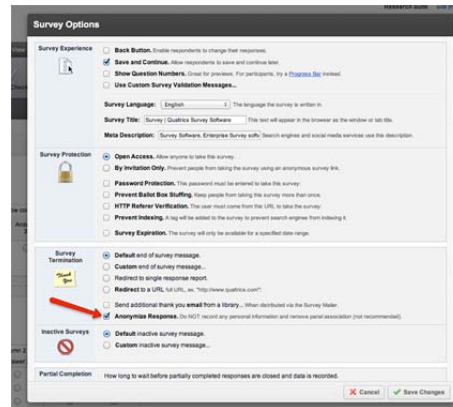 Research Suite
Survey Options
View
Survey Experience
Back Button. Enable respondents to change their responses.
Save and Continue. Allow respondents to save and continue later.
Show Question Numbers. Great for previews. For participants, try a Progress Bar instead.
Use Custom Survey Validation Messages...
Survey Language: English The language the survey is written in.
Survey Title: Survey | Qualtrics Survey Software This text will appear in the browser as the window or tab title.
Meta Description: Survey Software, Enterprise Survey softw Search engines and social media services use this description.
Survey Protection
Open Access. Allow anyone to take this survey.
By Invitation Only. Prevent people from taking the survey using an anonymous survey link.
Password Protection. This password must be entered to take this survey:
Prevent Ballot Box Stuffing. Keep people from taking this survey more than once.
HTTP Referer Verification. The user must come from this URL to take the survey:
Prevent Indexing. A tag will be added to the survey to prevent search engines from indexing it.
Survey Expiration. The survey will only be available for a specified date range.
Survey Termination
Thank You
Default end of survey message.
Custom end of survey message...
Redirect to single response report.
Redirect to a URL full URL, ex. "http://www.qualtrics.com":
Send additional thank you email from a library... When distributed via the Survey Mailer.
Anonymize Response. Do NOT record any personal information and remove panel association (not recommended).
Inactive Surveys
Default inactive survey message.
Custom inactive survey message...
Partial Completion
How long to wait before partially completed responses are closed and data is recorded.
Cancel Save Changes